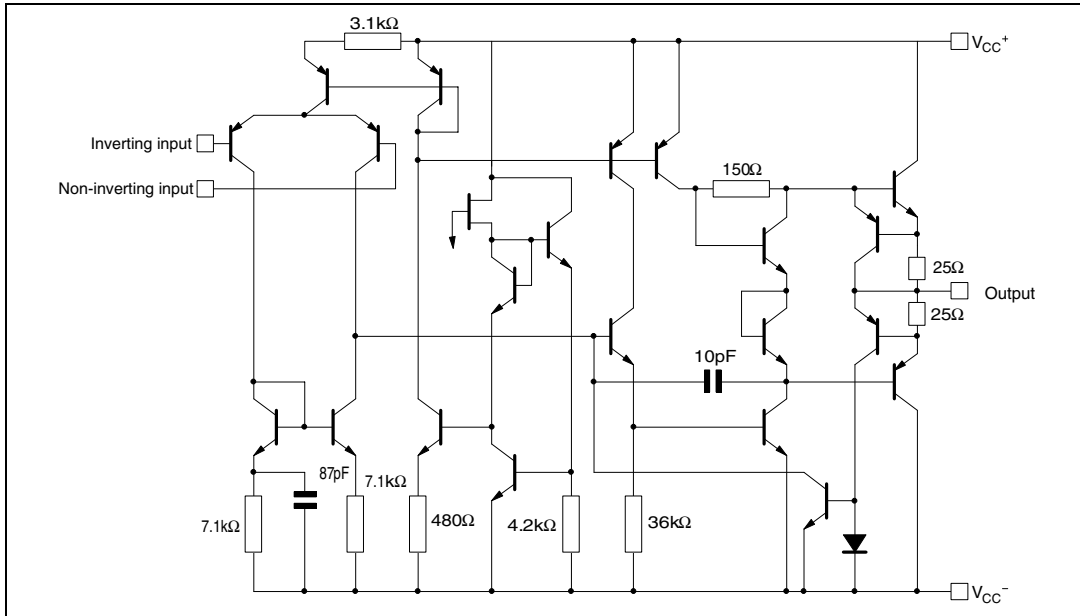 3.1kΩ
V_CC⁺
Inverting input
Non-inverting input
150Ω
25Ω
Output
25Ω
10pF
87pF
7.1kΩ
7.1kΩ
480Ω
4.2kΩ
36kΩ
V_CC⁻